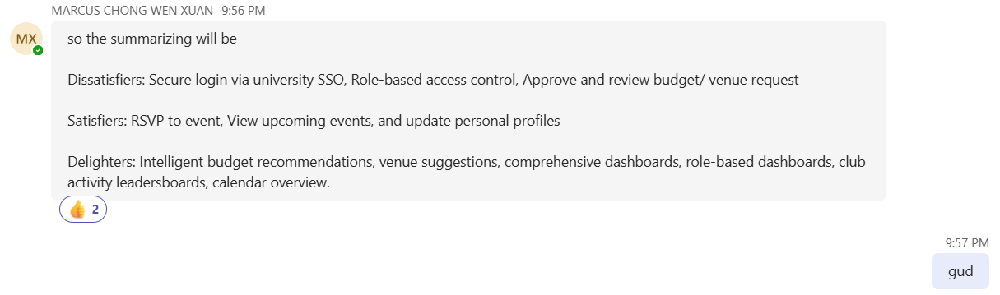 MARCUS CHONG WEN XUAN 9:56 PM
MX
so the summarizing will be
Dissatisfiers: Secure login via university SSO, Role-based access control, Approve and review budget/ venue request
Satisfiers: RSVP to event, View upcoming events, and update personal profiles
Delighters: Intelligent budget recommendations, venue suggestions, comprehensive dashboards, role-based dashboards, club
activity leadersboards, calendar overview.
👍 2
9:57 PM
gud